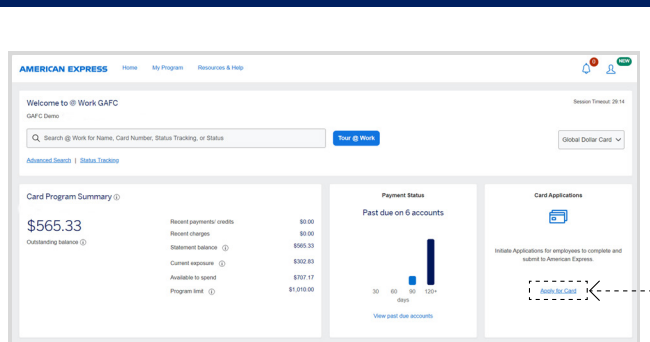 AMERICAN EXPRESS Home My Program Resources & Help 0 NEW
Welcome to @ Work GAFC
Session Timeout: 29:14
GAFC Demo
Search @ Work for Name, Card Number, Status Tracking, or Status
Tour @ Work
Global Dollar Card
Advanced Search | Status Tracking
Card Program Summary
$565.33
Outstanding balance
Recent payments/ credits $0.00
Recent charges $0.00
Statement balance $565.33
Current exposure $302.83
Available to spend $707.17
Program limit $1,010.00
Payment Status
Past due on 6 accounts
30 60 90 120+
days
View past due accounts
Card Applications
Initiate Applications for employees to complete and
submit to American Express.
Apply for Card